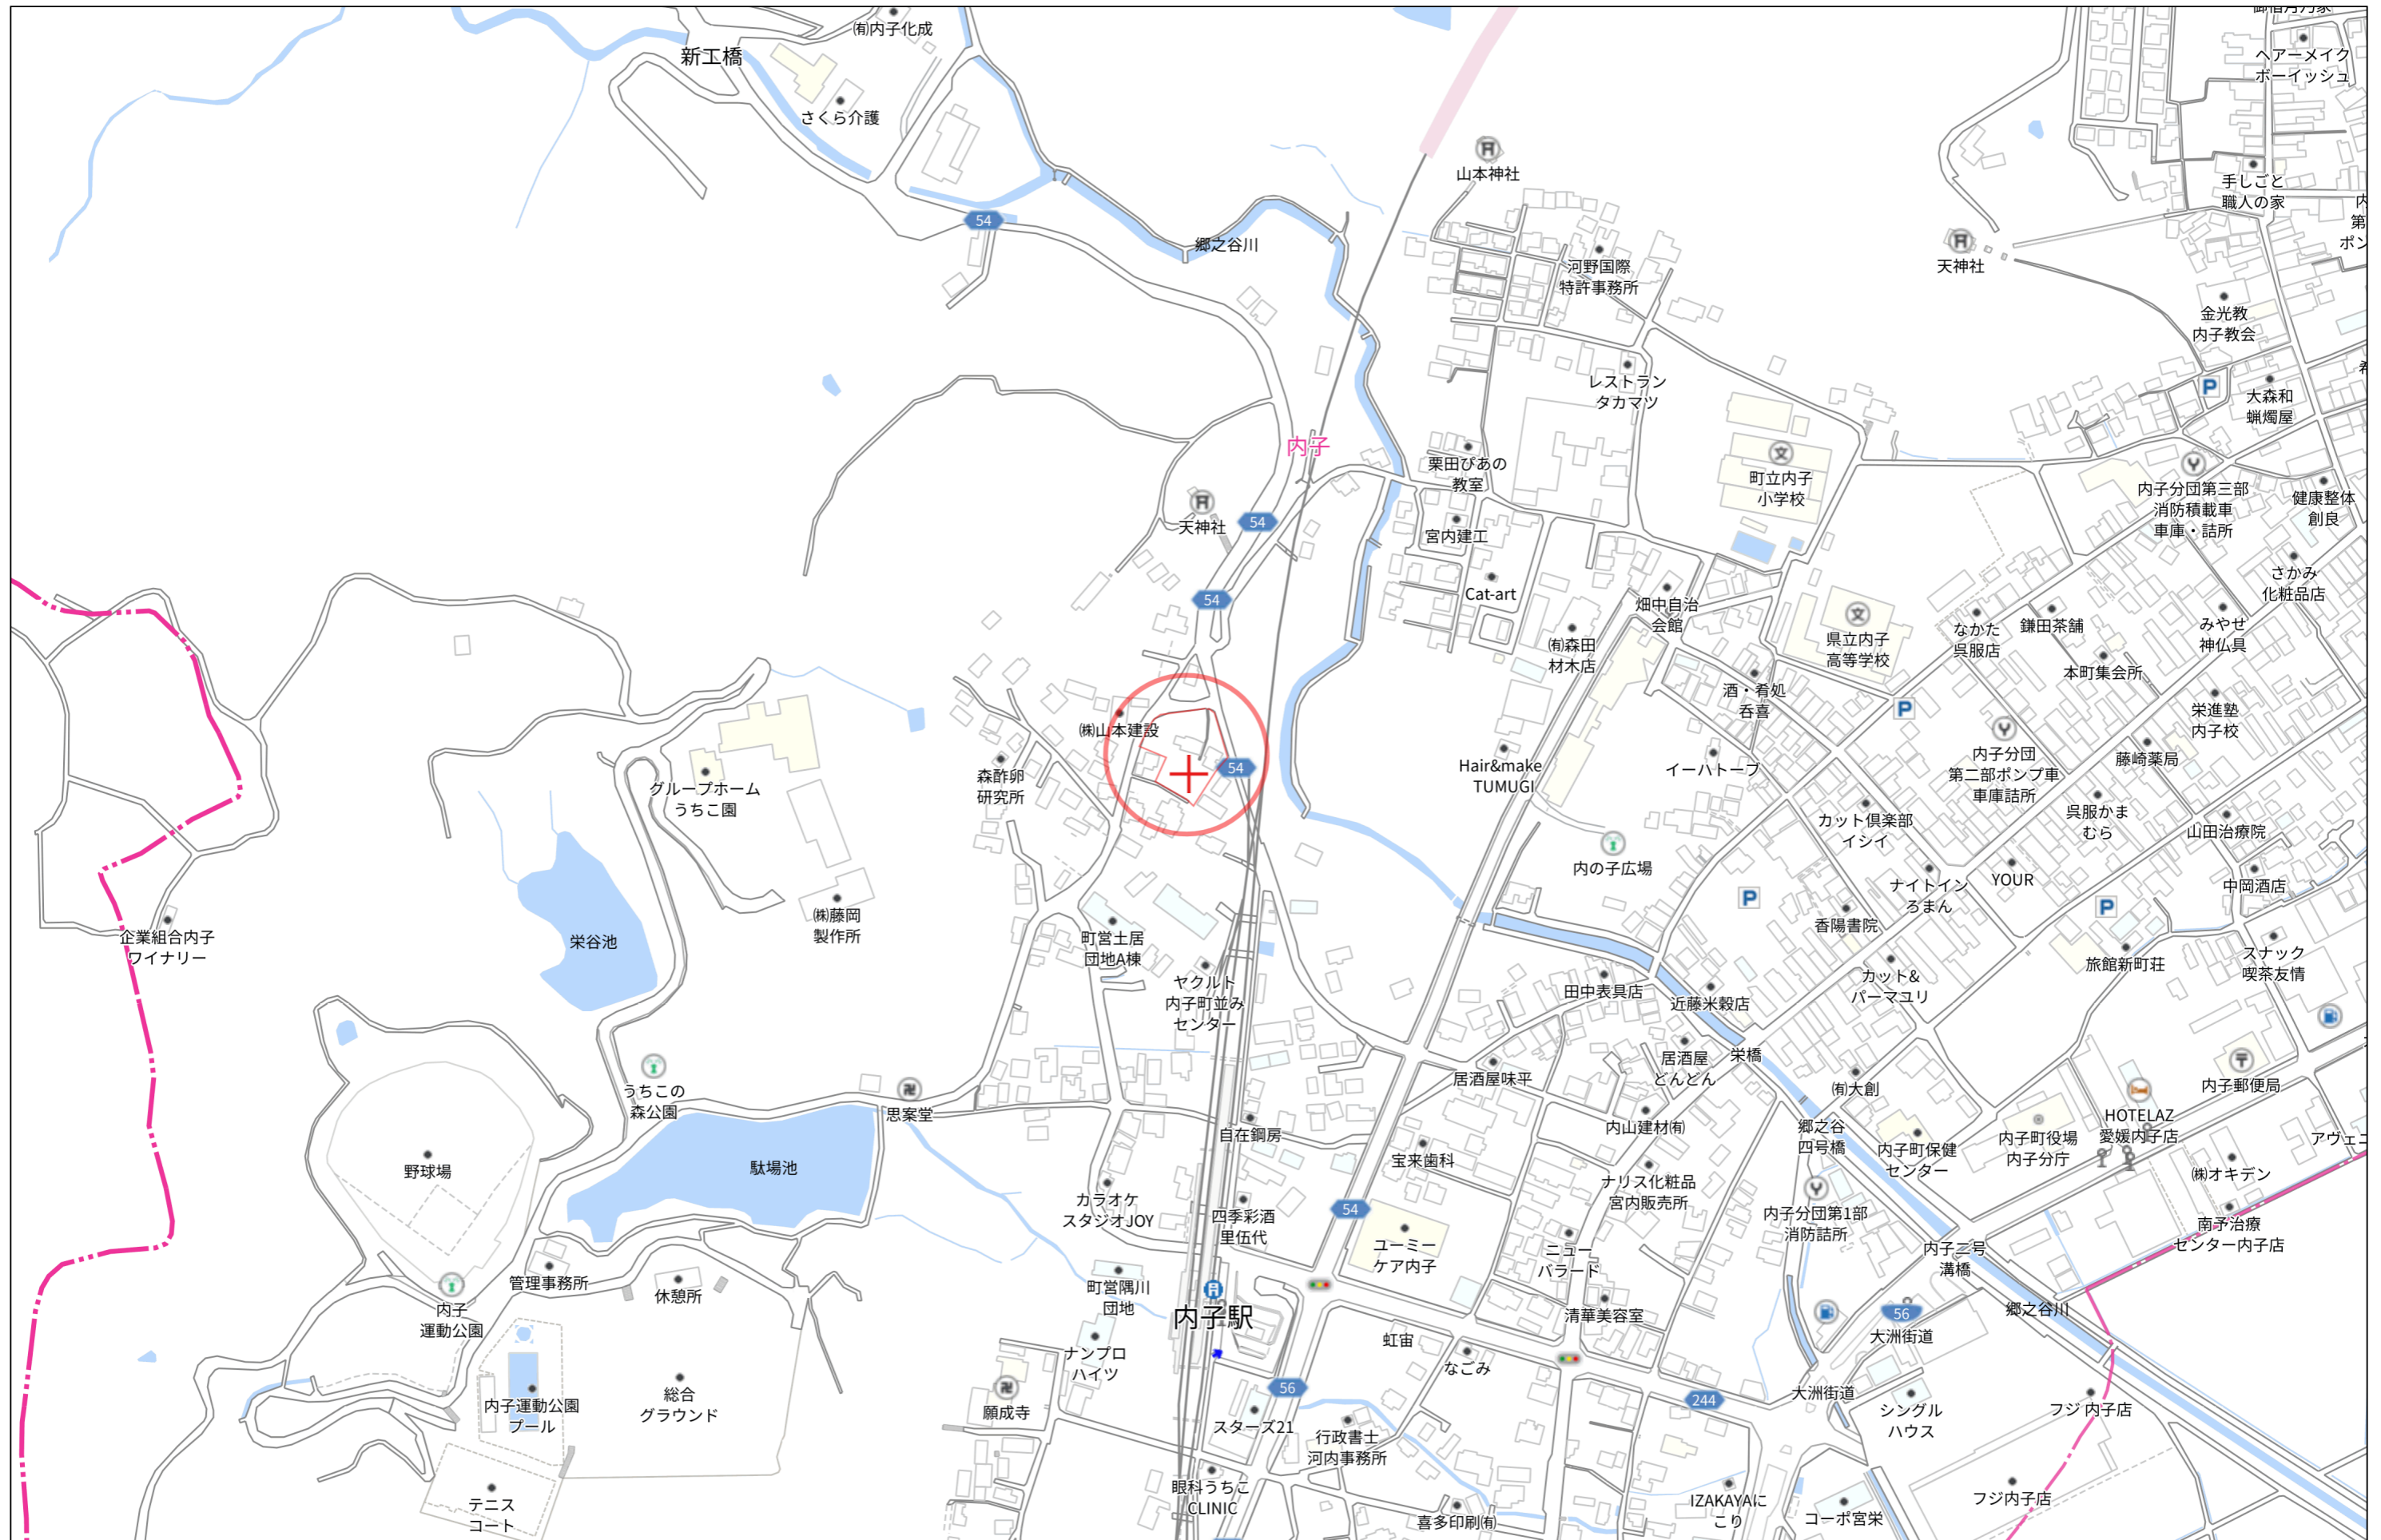 ㈲内子化成
新工橋
さくら介護
54
郷之谷川
山本神社
河野国際
特許事務所
天神社
ヘアーメイク
ボーイッシュ
手しごと
職人の家
金光教
内子教会
レストラン
タカマツ
P
大森和
蝋燭屋
内子
栗田ぴあの
教室
町立内子
小学校
内子分団第三部
消防積載車
車庫・詰所
健康整体
創良
天神社
54
宮内建工
Cat-art
畑中自治
会館
54
㈲森田
材木店
県立内子
高等学校
なかた
呉服店
鎌田茶舗
みやせ
神仏具
さかみ
化粧品店
本町集会所
酒・肴処
呑喜
P
栄進塾
内子校
㈱山本建設
54
森酢卵
研究所
グループホーム
うちこ園
Hair&make
TUMUGI
イーハトーブ
内子分団
第二部ポンプ車
車庫詰所
藤崎薬局
カット倶楽部
イシイ
呉服かま
むら
山田治療院
内の子広場
ナイトイン
ろまん
YOUR
中岡酒店
P
P
香陽書院
㈱藤岡
製作所
企業組合内子
ワイナリー
栄谷池
町営土居
団地A棟
ヤクルト
内子町並み
センター
田中表具店
近藤米穀店
カット&
パーマユリ
旅館新町荘
スナック
喫茶友情
うちこの
森公園
思案堂
居酒屋味平
居酒屋
どんどん
栄橋
㈲大創
内子郵便局
HOTELAZ
愛媛内子店
自在鋼房
内山建材㈲
郷之谷
四号橋
内子町保健
センター
内子町役場
内子分庁
野球場
駄場池
宝来歯科
ナリス化粧品
宮内販売所
㈱オキデン
カラオケ
スタジオJOY
四季彩酒
里伍代
54
ユーミー
ケア内子
ニュー
バラード
内子分団第1部
消防詰所
内子二号
溝橋
南予治療
センター内子店
管理事務所
休憩所
内子
運動公園
町営隅川
団地
内子駅
清華美容室
56
大洲街道
郷之谷川
虹宙
なごみ
ナンプロ
ハイツ
56
244
大洲街道
内子運動公園
プール
総合
グラウンド
願成寺
スターズ21
行政書士
河内事務所
シングル
ハウス
フジ 内子店
テニス
コート
眼科うちこ
CLINIC
喜多印刷㈲
IZAKAYAに
こり
コーポ宮栄
フジ内子店